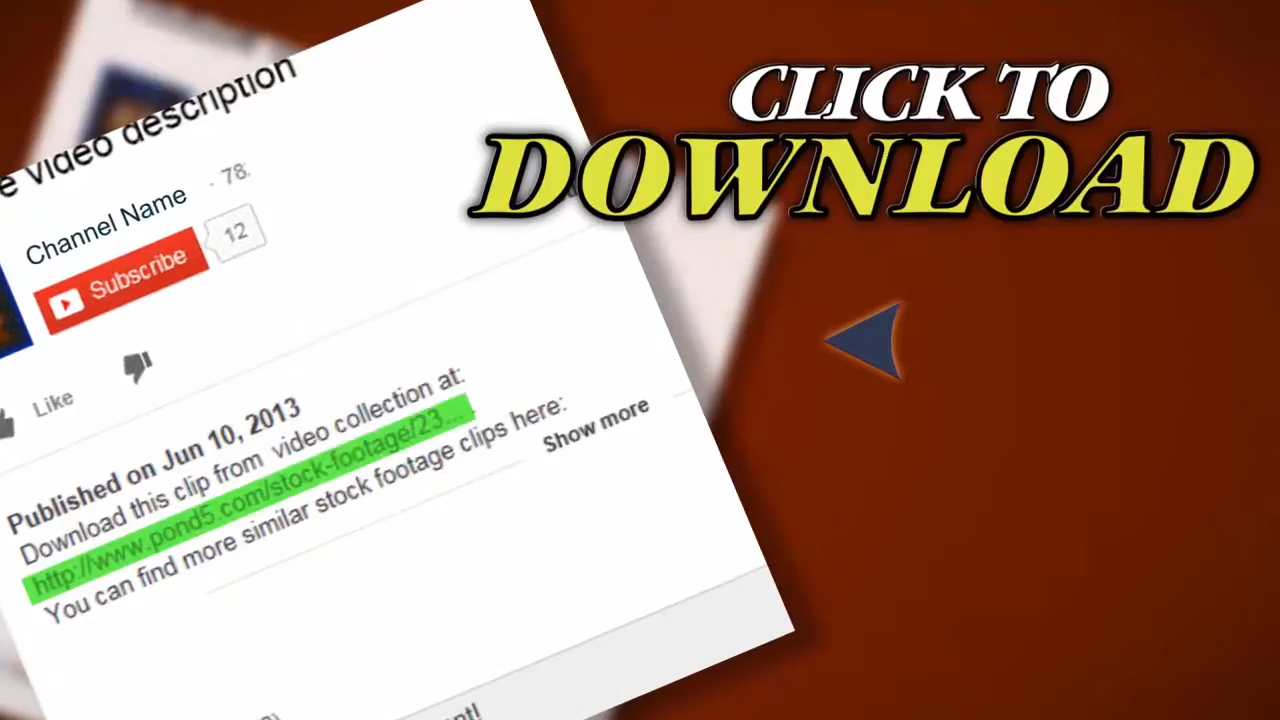 CLICK TO
DOWNLOAD
e video description
Channel Name
78
Subscribe
12
Like
Published on Jun 10, 2013
Download this clip from video collection at:
http://www.pond5.com/stock-footage/23...
You can find more similar stock footage clips here:
Show more